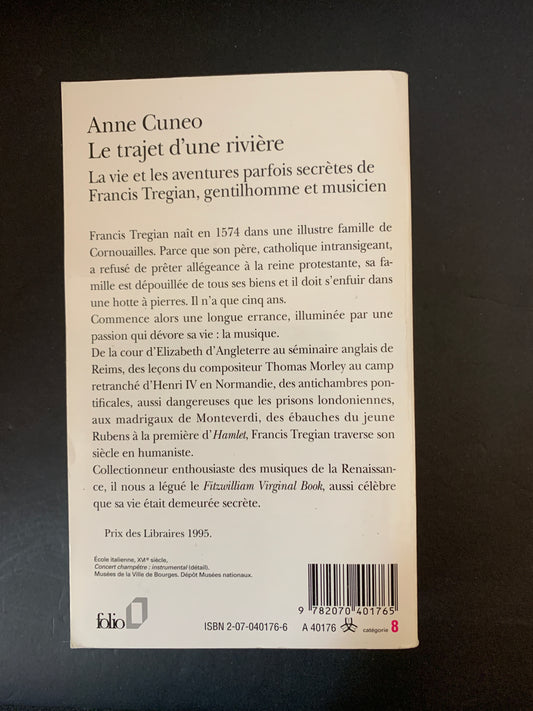 Anne Cuneo
Le trajet d'une rivière
La vie et les aventures parfois secrètes de
Francis Tregian, gentilhomme et musicien
Francis Tregian naît en 1574 dans une illustre famille de
Cornouailles. Parce que son père, catholique intransigeant,
a refusé de prêter allégeance à la reine protestante, sa fa-
mille est dépouillée de tous ses biens et il doit s'enfuir dans
une hotte à pierres. Il n'a que cinq ans.
Commence alors une longue errance, illuminée par une
passion qui dévore sa vie : la musique.
De la cour d'Elizabeth d'Angleterre au séminaire anglais de
Reims, des leçons du compositeur Thomas Morley au camp
retranché d'Henri IV en Normandie, des antichambres pon-
tificales, aussi dangereuses que les prisons londoniennes,
aux madrigaux de Monteverdi, des ébauches du jeune
Rubens à la première d'Hamlet, Francis Tregian traverse son
siècle en humaniste.
Collectionneur enthousiaste des musiques de la Renaissan-
ce, il nous a légué le Fitzwilliam Virginal Book, aussi célèbre
que sa vie était demeurée secrète.
Prix des Libraires 1995.
École italienne, XVIe siècle,
Concert champêtre ; instrumental (détail).
Musées de la Ville de Bourges. Dépôt Musées nationaux.
9 782070 401765
folio
ISBN 2-07-040176-6 A 40176 catégorie 8